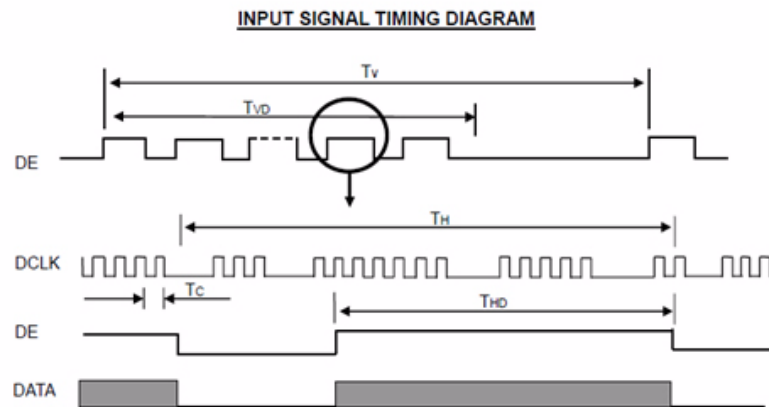 INPUT SIGNAL TIMING DIAGRAM
Tv
TVD
DE
TH
DCLK
TC
THD
DE
DATA